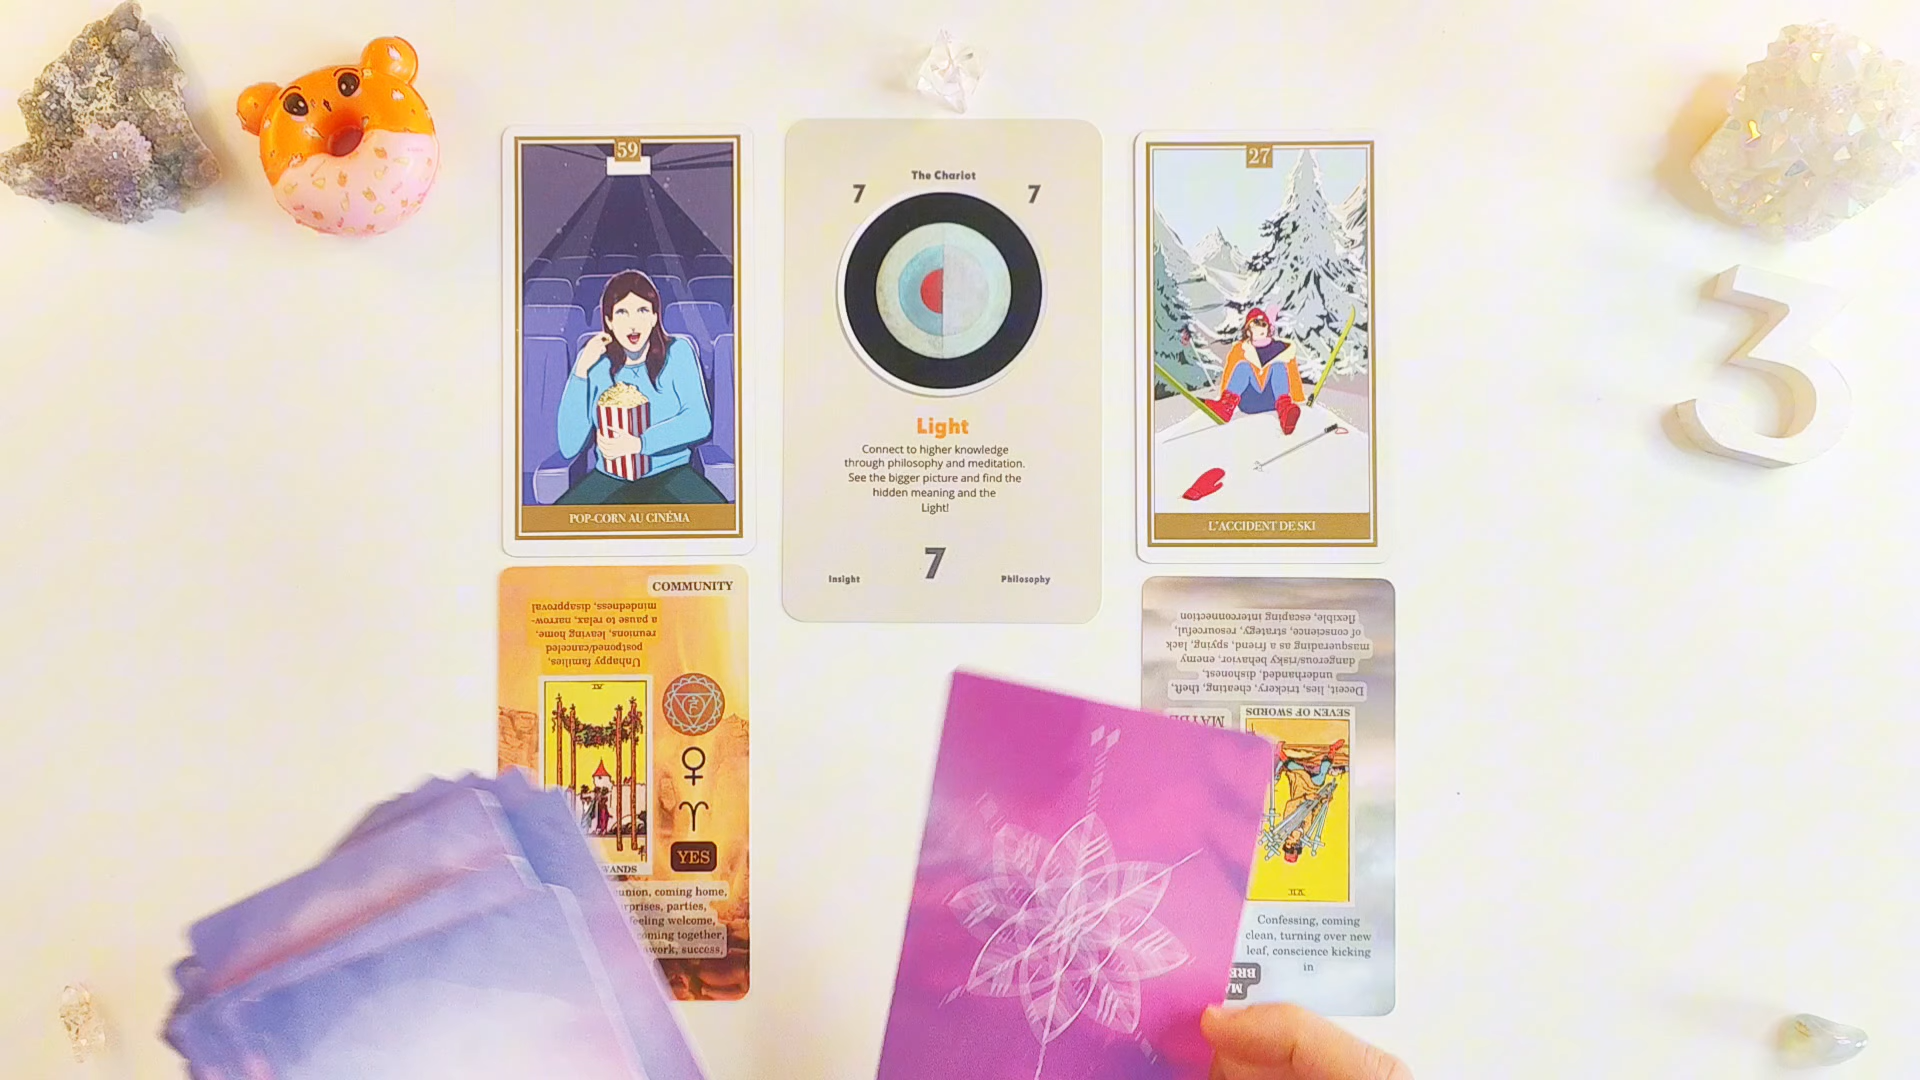 59
POP-CORN AU CINÉMA
The Chariot
7
7
Light
Connect to higher knowledge
through philosophy and meditation.
See the bigger picture and find the
hidden meaning and the
Light!
7
Insight
Philosophy
27
L'ACCIDENT DE SKI
3
COMMUNITY
Unhappy families,
postponed/canceled
reunions, leaving home,
a pause to relax, narrow-
mindedness, disapproval
YES
WANDS
union, coming home,
feeling welcome,
coming together,
success,
Deceit, lies, trickery, cheating, theft,
underhanded, dishonest,
dangerous/risky behavior, enemy
masquerading as a friend, spying, lack
of conscience, strategy, resourceful,
flexible, escaping interconnection
SEVEN OF SWORDS
VII
Confessing, coming
clean, turning over new
leaf, conscience kicking
in